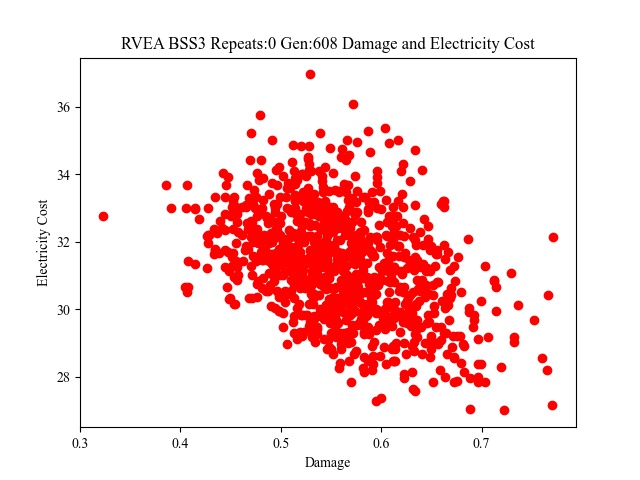 RVEA BSS3 Repeats:0 Gen:608 Damage and Electricity Cost
36
34
32
30
28
Electricity Cost
0.3 0.4 0.5 0.6 0.7
Damage